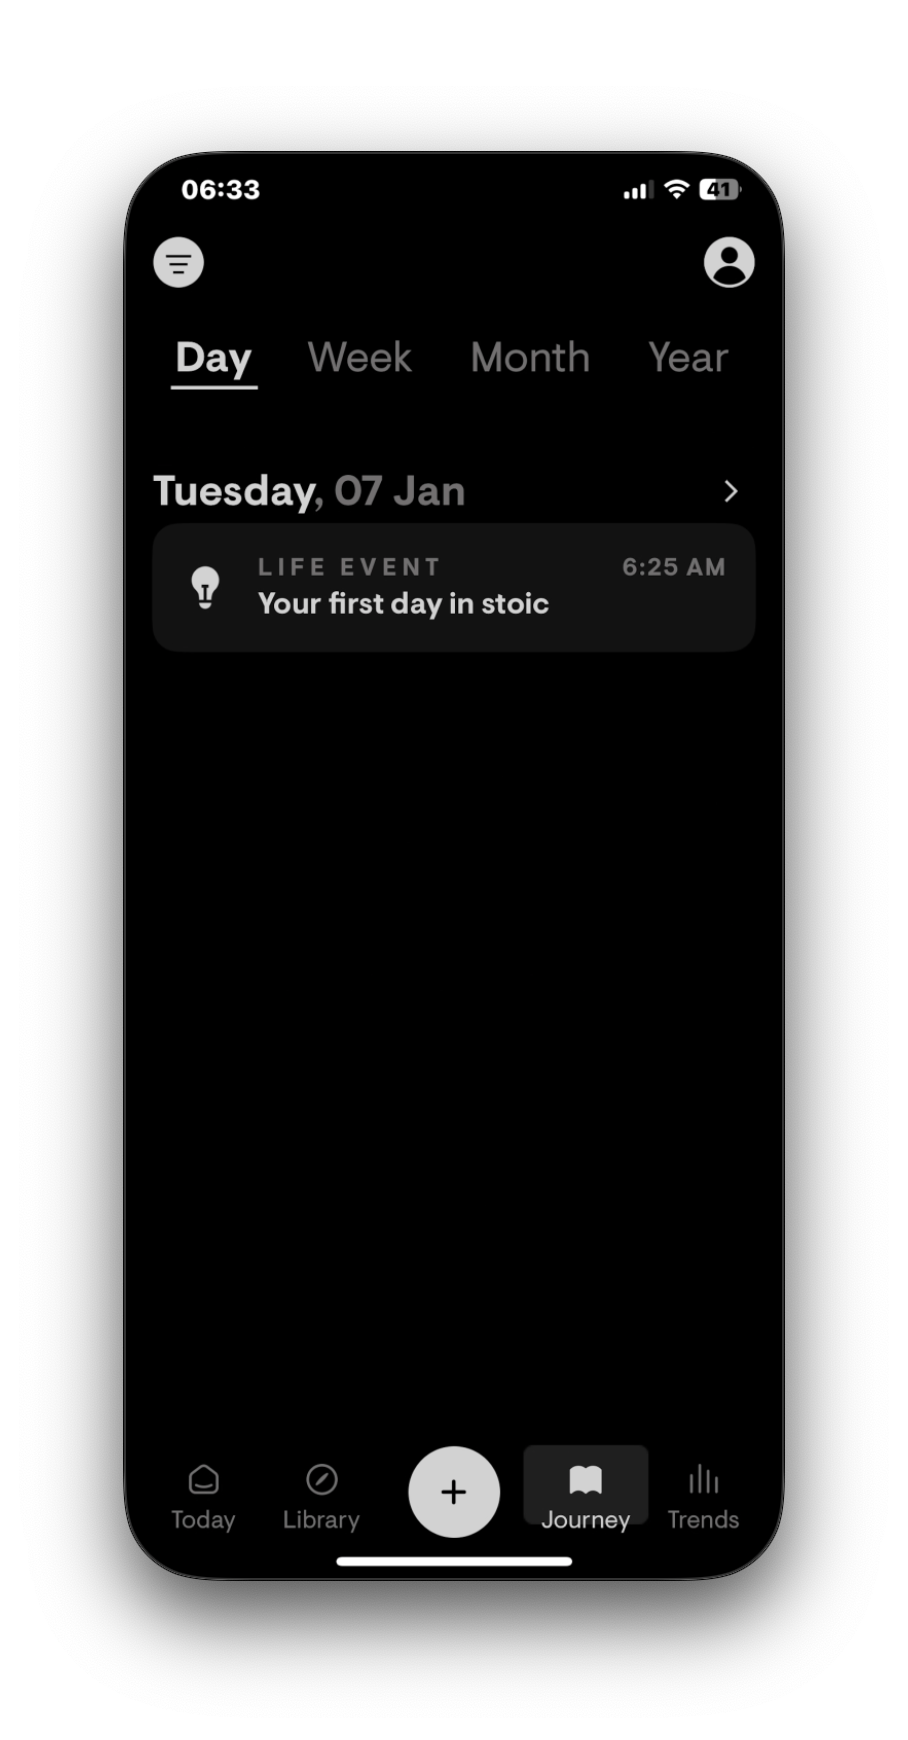 06:33
41
Day Week Month Year
Tuesday, 07 Jan
LIFE EVENT 6:25 AM
Your first day in stoic
Today Library + Journey Trends